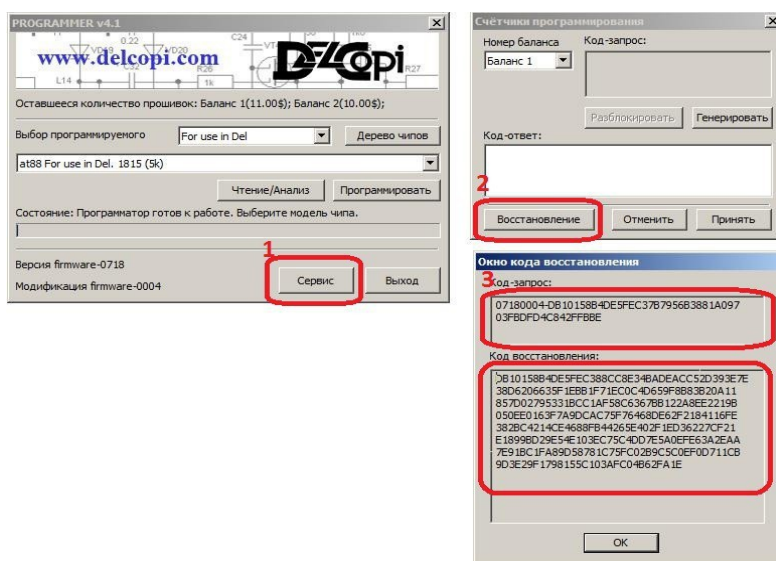 PROGRAMMER v4.1
www.delcopi.com
DELCopi
Оставшееся количество прошивок: Баланс 1(11.00$); Баланс 2(10.00$);
Выбор программируемого
For use in Del
Дерево чипов
at88 For use in Del. 1815 (5k)
Чтение/Анализ
Программировать
Состояние: Программатор готов к работе. Выберите модель чипа.
1
Версия firmware-0718
Модификация firmware-0004
Сервис
Выход
Счётчики программирования
Номер баланса
Код-запрос:
Баланс 1
Разблокировать
Генерировать
Код-ответ:
2
Восстановление
Отменить
Принять
Окно кода восстановления
3
Код-запрос:
07180004-DB10158B4DE5FEC37B7956B3881A097
03FBDFD4C842FFBBE
Код восстановления:
DB10158B4DE5FEC388CC8E34BADEACC52D393E7E
38D6206635F1EBB1F71EC0C4D659F8B83B20A11
857D02795331BCC1AF58C6367BB122A8EE2219B
050EE0163F7A9DCAC75F76468DE62F2184116FE
382BC4214CE4688FB44265E402F1ED36227CF21
E1899BD29E54E103EC75C4DD7E5A0EFE63A2EAA
7E91BC1FA89D58781C75FC02B9C5C0EF0D711CB
9D3E29F1798155C103AFC04B62FA1E
OK